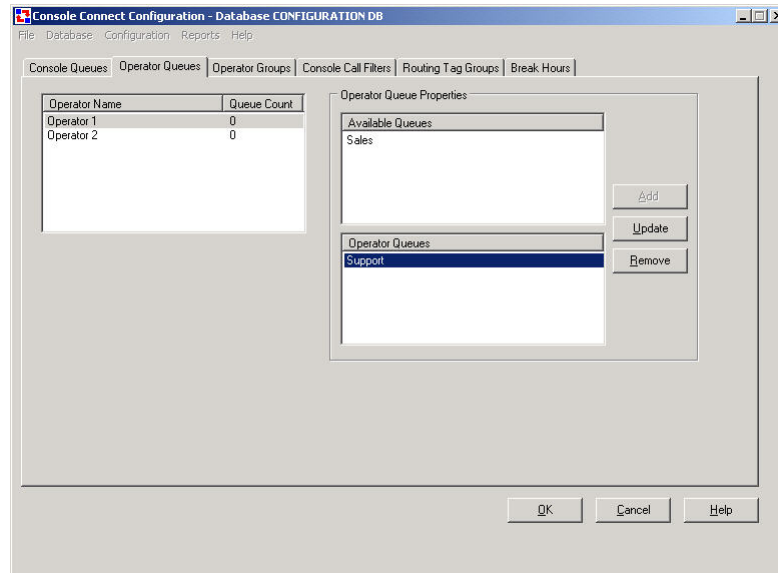 Console Connect Configuration - Database CONFIGURATION DB
File Database Configuration Reports Help
Console Queues Operator Queues Operator Groups Console Call Filters Routing Tag Groups Break Hours
Operator Name Queue Count
Operator 1 0
Operator 2 0
Operator Queue Properties
Available Queues
Sales
Add
Update
Operator Queues
Support
Remove
OK Cancel Help